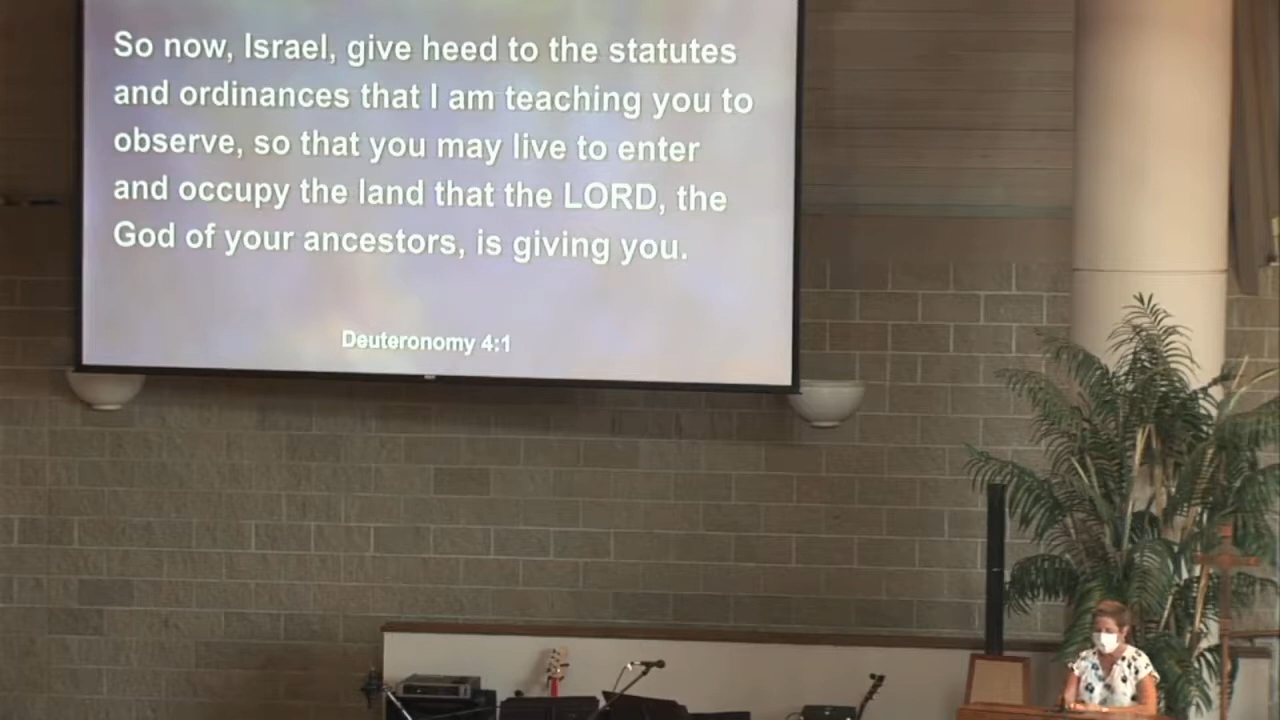 So now, Israel, give heed to the statutes
and ordinances that I am teaching you to
observe, so that you may live to enter
and occupy the land that the LORD, the
God of your ancestors, is giving you.
Deuteronomy 4:1